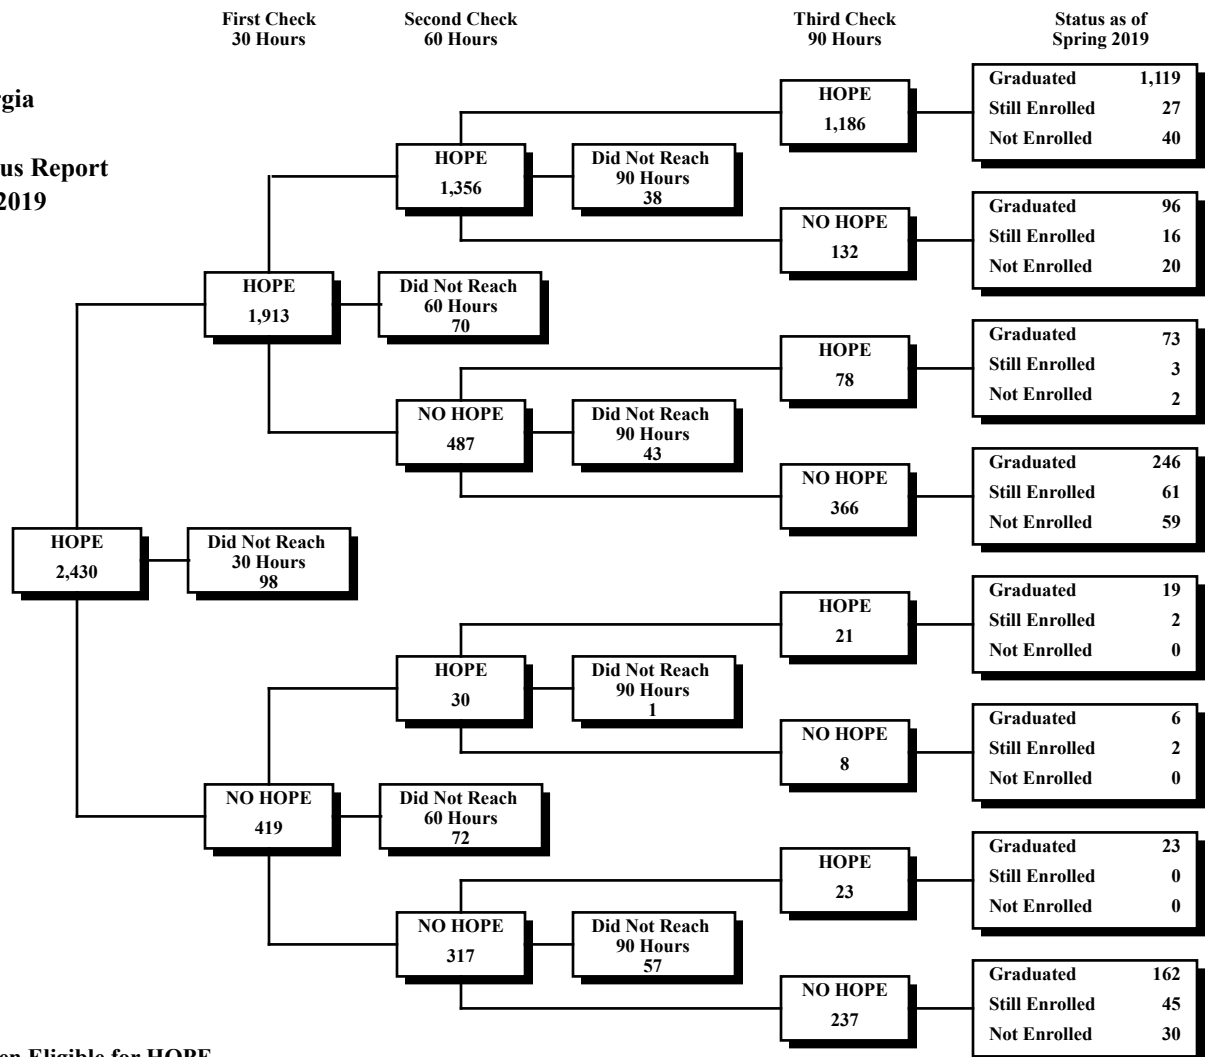 First Check
30 Hours
Second Check
60 Hours
Third Check
90 Hours
Status as of
Spring 2019
us Report
2019
HOPE
2,430
Did Not Reach
30 Hours
98
HOPE
1,913
Did Not Reach
60 Hours
70
NO HOPE
419
Did Not Reach
60 Hours
72
HOPE
1,356
Did Not Reach
90 Hours
38
NO HOPE
487
Did Not Reach
90 Hours
43
HOPE
30
Did Not Reach
90 Hours
1
NO HOPE
317
Did Not Reach
90 Hours
57
HOPE
1,186
Graduated 1,119
Still Enrolled 27
Not Enrolled 40
NO HOPE
132
Graduated 96
Still Enrolled 16
Not Enrolled 20
HOPE
78
Graduated 73
Still Enrolled 3
Not Enrolled 2
NO HOPE
366
Graduated 246
Still Enrolled 61
Not Enrolled 59
HOPE
21
Graduated 19
Still Enrolled 2
Not Enrolled 0
NO HOPE
8
Graduated 6
Still Enrolled 2
Not Enrolled 0
HOPE
23
Graduated 23
Still Enrolled 0
Not Enrolled 0
NO HOPE
237
Graduated 162
Still Enrolled 45
Not Enrolled 30
en Eligible for HOPE